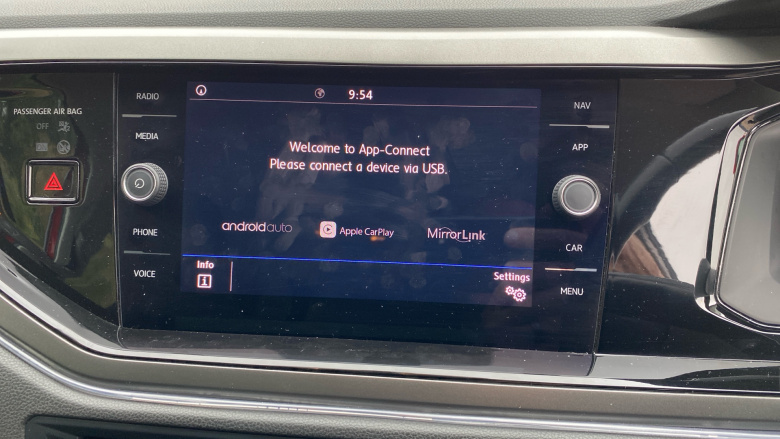 PASSENGER AIR BAG
OFF
RADIO
MEDIA
PHONE
VOICE
9:54
Welcome to App-Connect
Please connect a device via USB.
androidauto
Apple CarPlay
MirrorLink
Info
Settings
NAV
APP
CAR
MENU